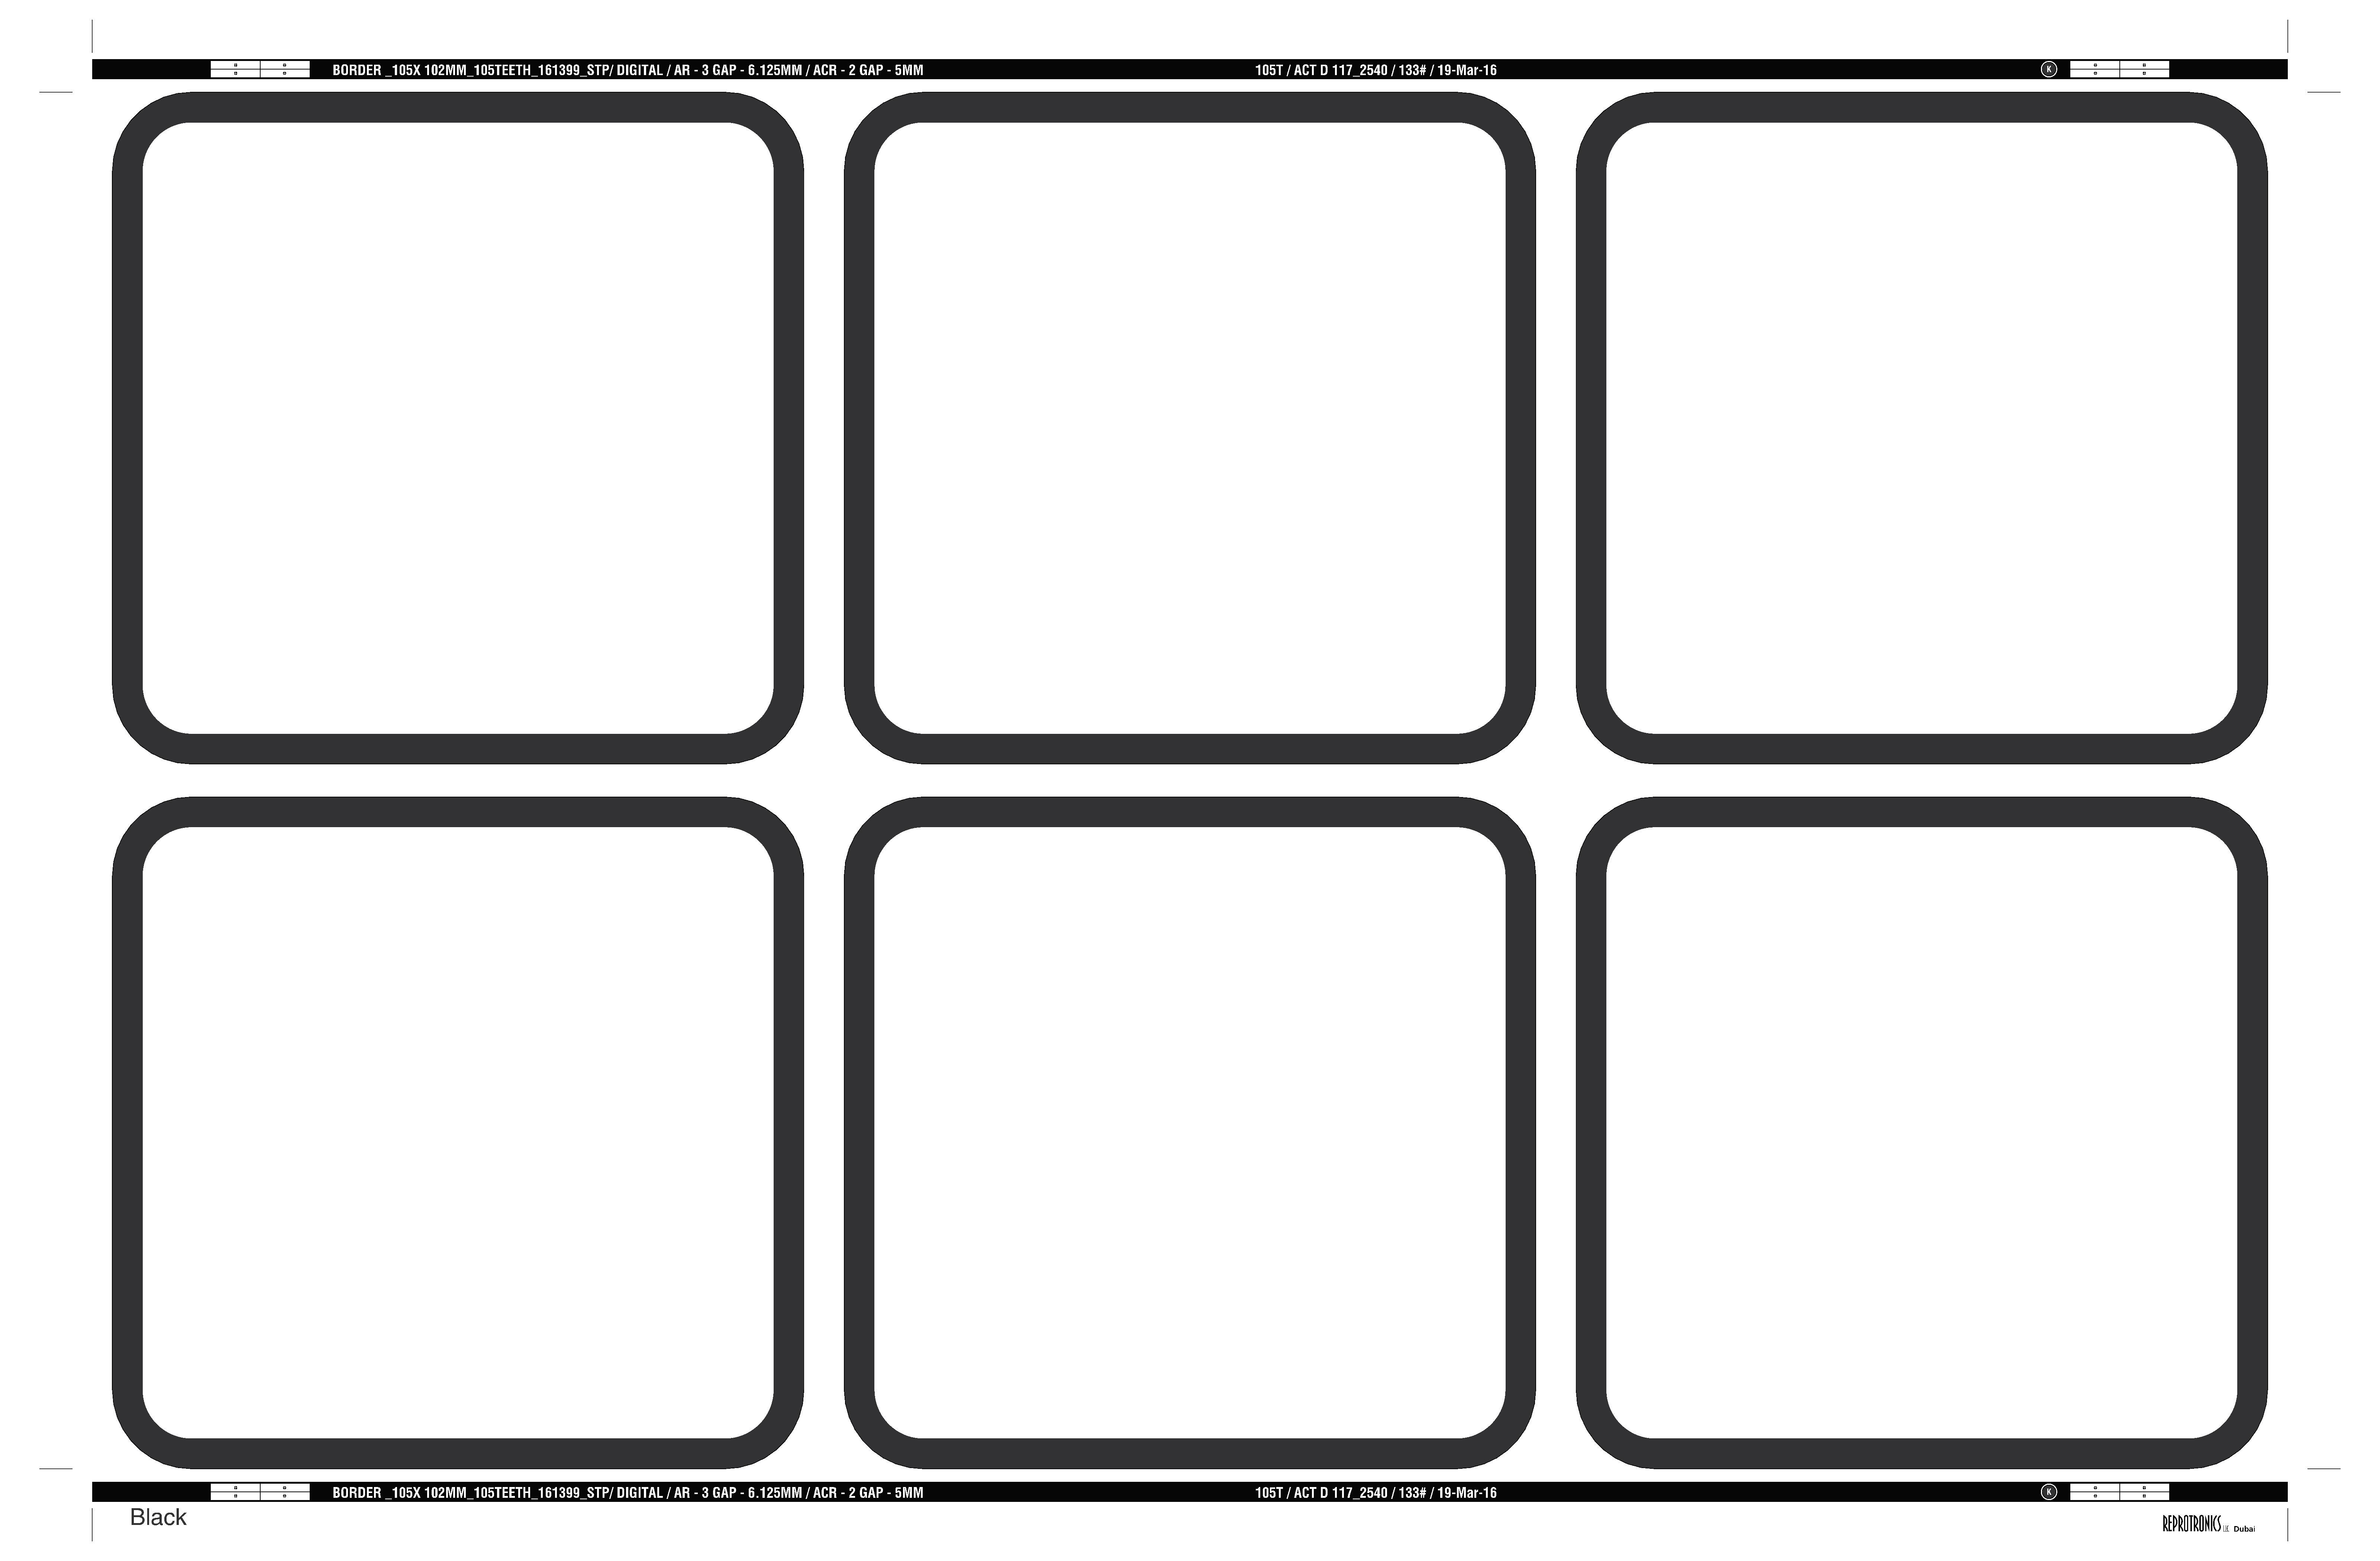 BORDER _105X 102MM_105TEETH_161399_STP/ DIGITAL / AR - 3 GAP - 6.125MM / ACR - 2 GAP - 5MM 105T / ACT D 117_2540 / 133# / 19-Mar-16 K
BORDER _105X 102MM_105TEETH_161399_STP/ DIGITAL / AR - 3 GAP - 6.125MM / ACR - 2 GAP - 5MM 105T / ACT D 117_2540 / 133# / 19-Mar-16 K
Black
REPROTRONICS Dubai